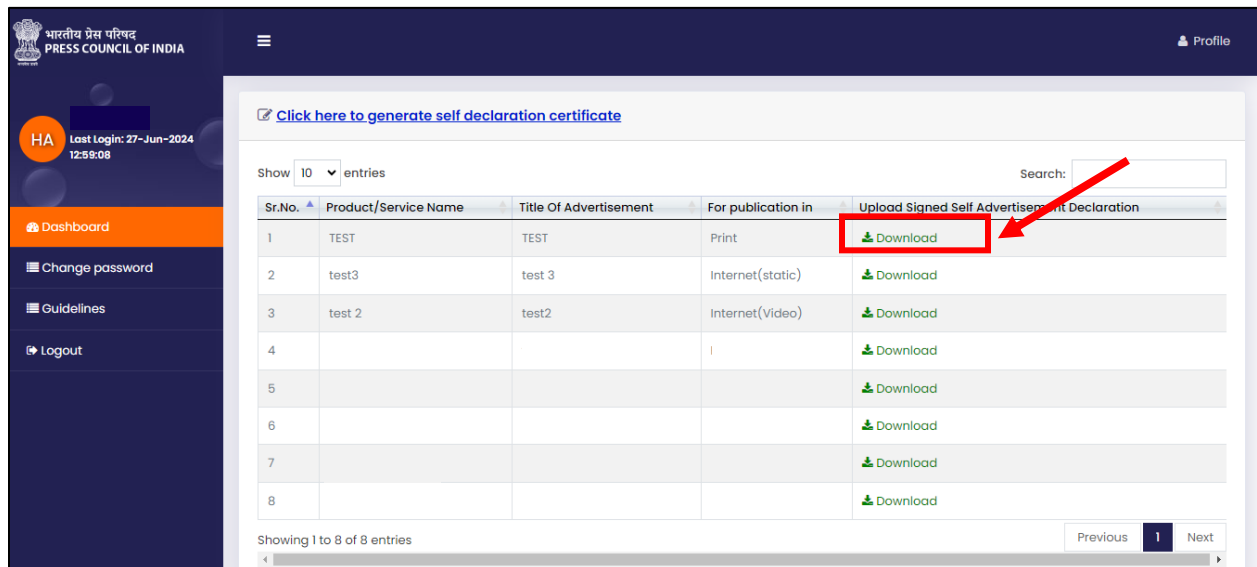 भारतीय प्रेस परिषद
PRESS COUNCIL OF INDIA
Profile
HA
Last Login: 27-Jun-2024
12:59:08
Dashboard
Change password
Guidelines
Logout
Click here to generate self declaration certificate
Show 10 entries
Search:
Sr.No. Product/Service Name Title Of Advertisement For publication in Upload Signed Self Advertisement Declaration
1 TEST TEST Print Download
2 test3 test 3 Internet(static) Download
3 test 2 test2 Internet(Video) Download
4 Download
5 Download
6 Download
7 Download
8 Download
Showing 1 to 8 of 8 entries
Previous 1 Next